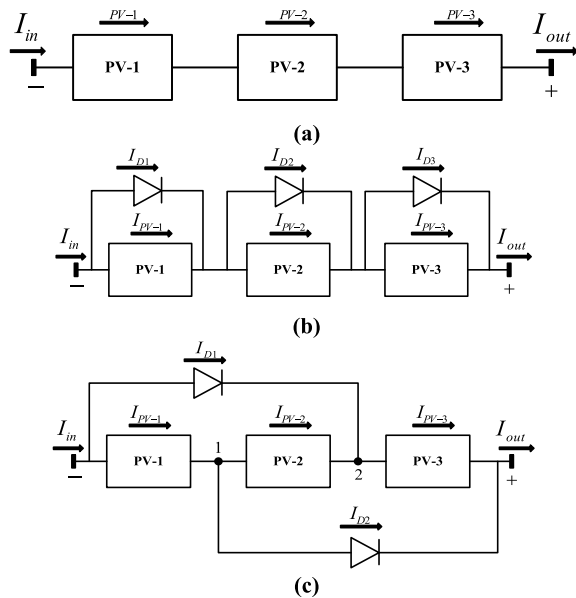 I_in PV−1 PV−2 PV−3 I_out
PV-1 PV-2 PV-3
− +
(a)
I_D1 I_D2 I_D3
I_in I_PV−1 I_PV−2 I_PV−3 I_out
PV-1 PV-2 PV-3
− +
(b)
I_D1
I_in I_PV−1 I_PV−2 I_PV−3 I_out
1
PV-1 PV-2 PV-3
− 2 +
I_D2
(c)